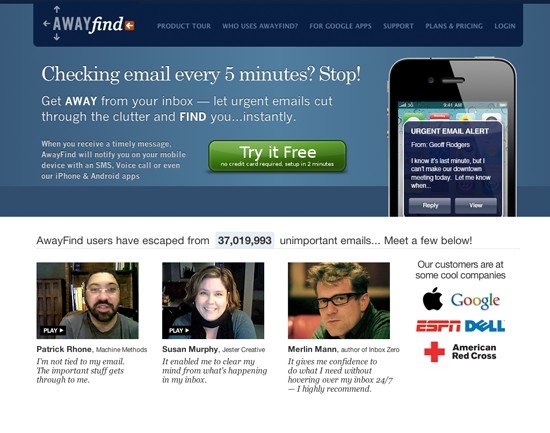 AWAYfind
PRODUCT TOUR WHO USES AWAYFIND? FOR GOOGLE APPS SUPPORT PLANS & PRICING LOGIN
Checking email every 5 minutes? Stop!
Get AWAY from your inbox — let urgent emails cut
through the clutter and FIND you...instantly.
When you receive a timely message,
AwayFind will notify you on your mobile
device with an SMS, Voice call or even
our iPhone & Android apps
Try it Free
no credit card required, setup in 2 minutes
9:41 AM
URGENT EMAIL ALERT
From: Geoff Rodgers
I know it's last minute, but I
can't make our downtown
meeting today. Let me know
when...
Reply View
AwayFind users have escaped from 37,019,993 unimportant emails... Meet a few below!
PLAY
Patrick Rhone, Machine Methods
I'm not tied to my email.
The important stuff gets
through to me.
PLAY
Susan Murphy, Jester Creative
It enabled me to clear my
mind from what's happening
in my inbox.
Merlin Mann, author of Inbox Zero
It gives me confidence to
do what I need without
hovering over my inbox 24/7
— I highly recommend.
Our customers are at
some cool companies
Google
ESPN DELL
American
Red Cross